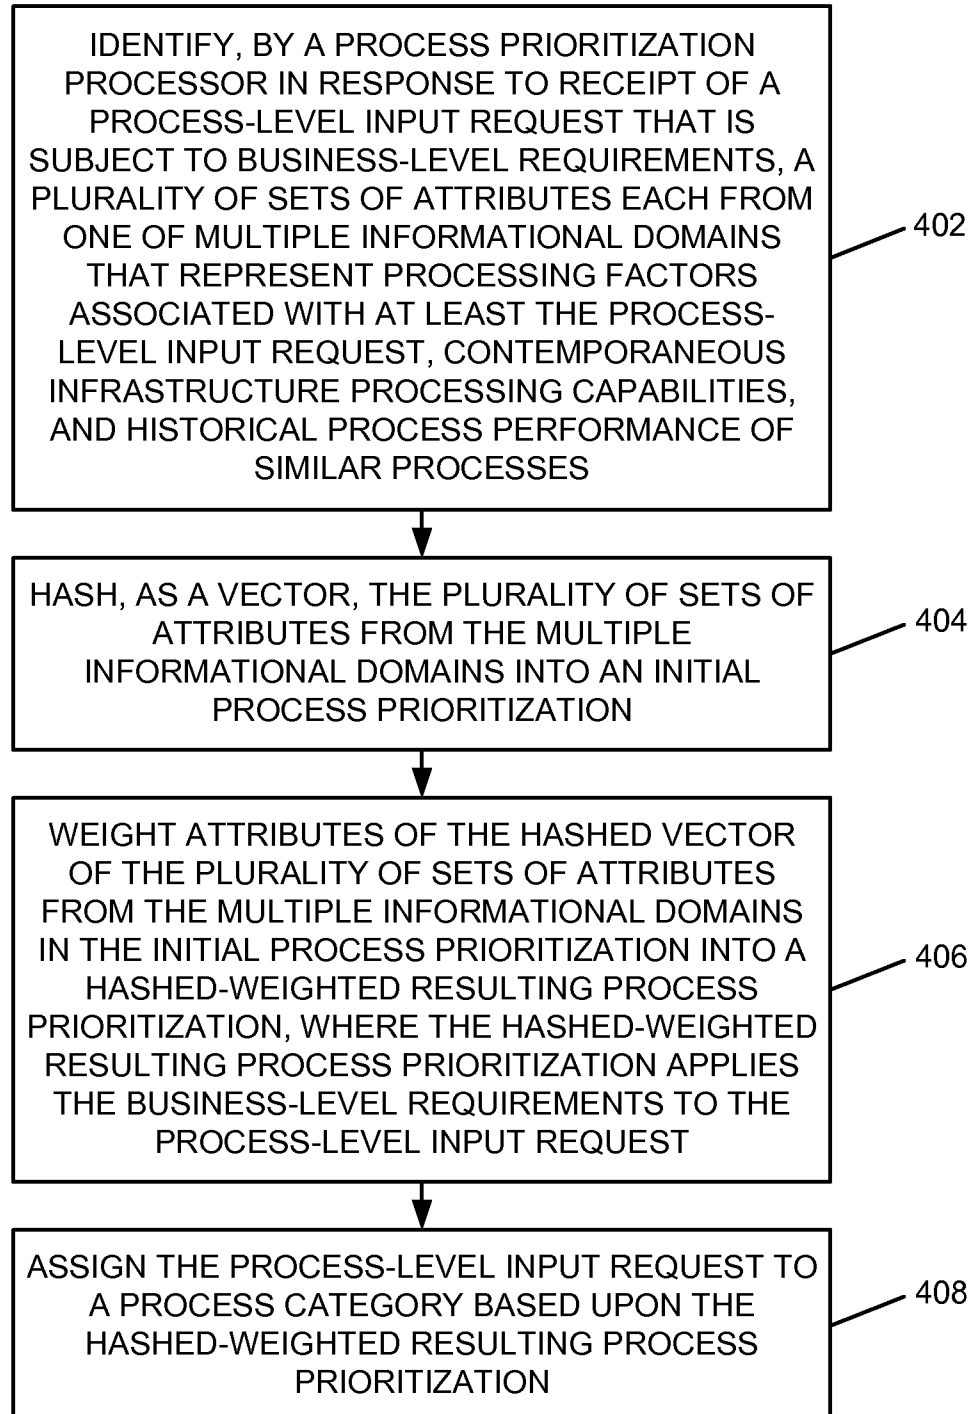 IDENTIFY, BY A PROCESS PRIORITIZATION
PROCESSOR IN RESPONSE TO RECEIPT OF A
PROCESS-LEVEL INPUT REQUEST THAT IS
SUBJECT TO BUSINESS-LEVEL REQUIREMENTS, A
PLURALITY OF SETS OF ATTRIBUTES EACH FROM
ONE OF MULTIPLE INFORMATIONAL DOMAINS
THAT REPRESENT PROCESSING FACTORS
ASSOCIATED WITH AT LEAST THE PROCESS-
LEVEL INPUT REQUEST, CONTEMPORANEOUS
INFRASTRUCTURE PROCESSING CAPABILITIES,
AND HISTORICAL PROCESS PERFORMANCE OF
SIMILAR PROCESSES
402
HASH, AS A VECTOR, THE PLURALITY OF SETS OF
ATTRIBUTES FROM THE MULTIPLE
INFORMATIONAL DOMAINS INTO AN INITIAL
PROCESS PRIORITIZATION
404
WEIGHT ATTRIBUTES OF THE HASHED VECTOR
OF THE PLURALITY OF SETS OF ATTRIBUTES
FROM THE MULTIPLE INFORMATIONAL DOMAINS
IN THE INITIAL PROCESS PRIORITIZATION INTO A
HASHED-WEIGHTED RESULTING PROCESS
PRIORITIZATION, WHERE THE HASHED-WEIGHTED
RESULTING PROCESS PRIORITIZATION APPLIES
THE BUSINESS-LEVEL REQUIREMENTS TO THE
PROCESS-LEVEL INPUT REQUEST
406
ASSIGN THE PROCESS-LEVEL INPUT REQUEST TO
A PROCESS CATEGORY BASED UPON THE
HASHED-WEIGHTED RESULTING PROCESS
PRIORITIZATION
408